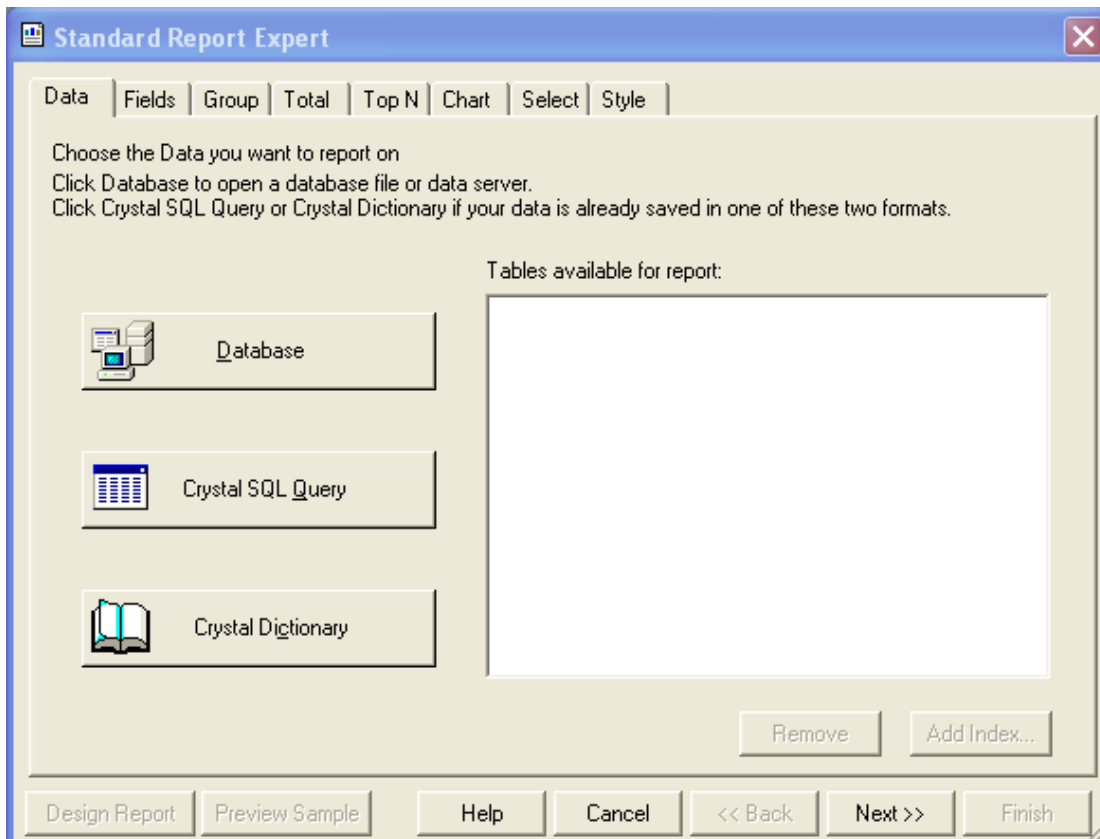 Standard Report Expert
Data Fields Group Total Top N Chart Select Style
Choose the Data you want to report on
Click Database to open a database file or data server.
Click Crystal SQL Query or Crystal Dictionary if your data is already saved in one of these two formats.
Tables available for report:
Database
Crystal SQL Query
Crystal Dictionary
Remove Add Index...
Design Report Preview Sample Help Cancel << Back Next >> Finish